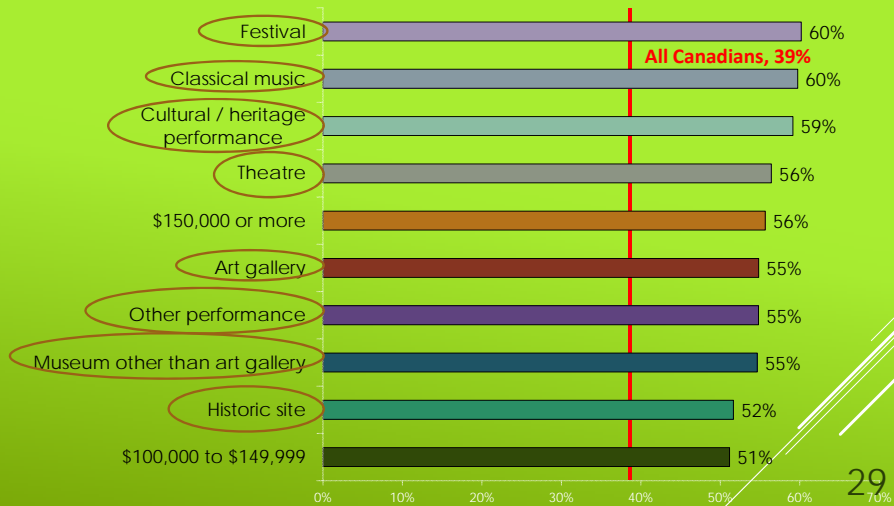 Festival 60%
All Canadians, 39%
Classical music 60%
Cultural / heritage
performance 59%
Theatre 56%
$150,000 or more 56%
Art gallery 55%
Other performance 55%
Museum other than art gallery 55%
Historic site 52%
$100,000 to $149,999 51%
0% 10% 20% 30% 40% 50% 60% 70%
29